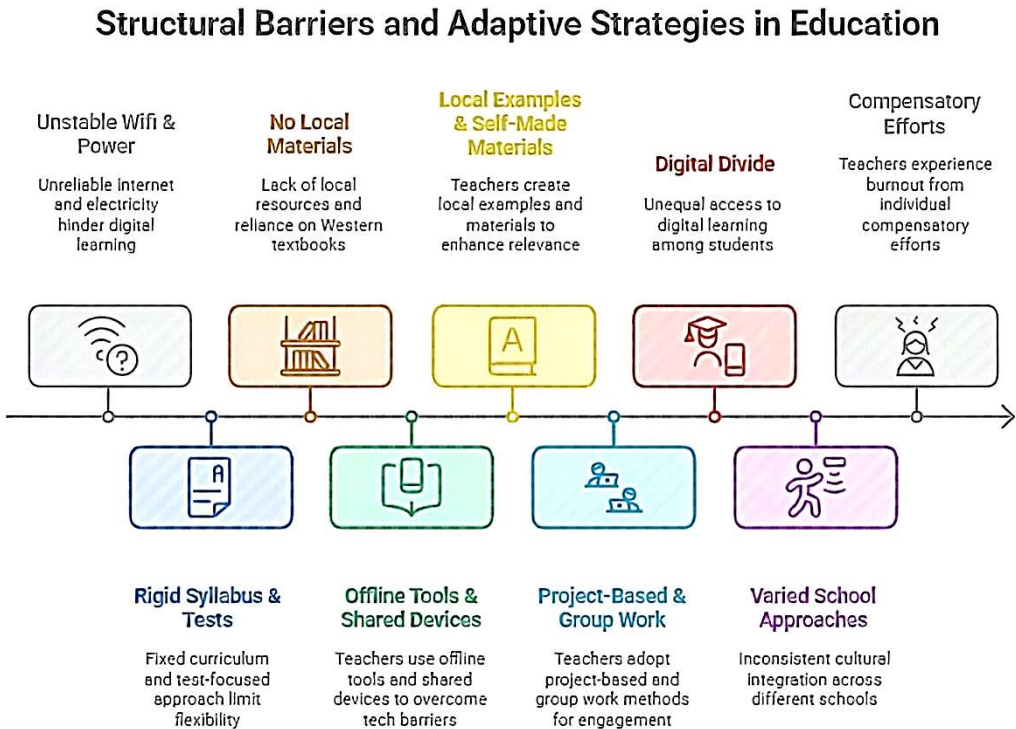 Structural Barriers and Adaptive Strategies in Education
Unstable Wifi &
Power
Unreliable internet
and electricity
hinder digital
learning
No Local
Materials
Lack of local
resources and
reliance on Western
textbooks
Local Examples
& Self-Made
Materials
Teachers create
local examples and
materials to
enhance relevance
Digital Divide
Unequal access to
digital learning
among students
Compensatory
Efforts
Teachers experience
burnout from
individual
compensatory
efforts
?
A
A
Rigid Syllabus &
Tests
Fixed curriculum
and test-focused
approach limit
flexibility
Offline Tools &
Shared Devices
Teachers use offline
tools and shared
devices to overcome
tech barriers
Project-Based &
Group Work
Teachers adopt
project-based and
group work methods
for engagement
Varied School
Approaches
Inconsistent cultural
integration across
different schools